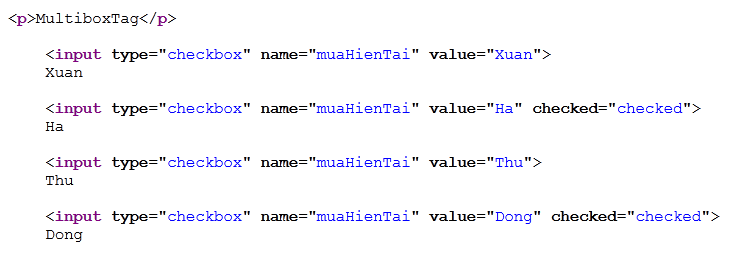 <p>MultiboxTag</p>
<input type="checkbox" name="muaHienTai" value="Xuan">
Xuan
<input type="checkbox" name="muaHienTai" value="Ha" checked="checked">
Ha
<input type="checkbox" name="muaHienTai" value="Thu">
Thu
<input type="checkbox" name="muaHienTai" value="Dong" checked="checked">
Dong